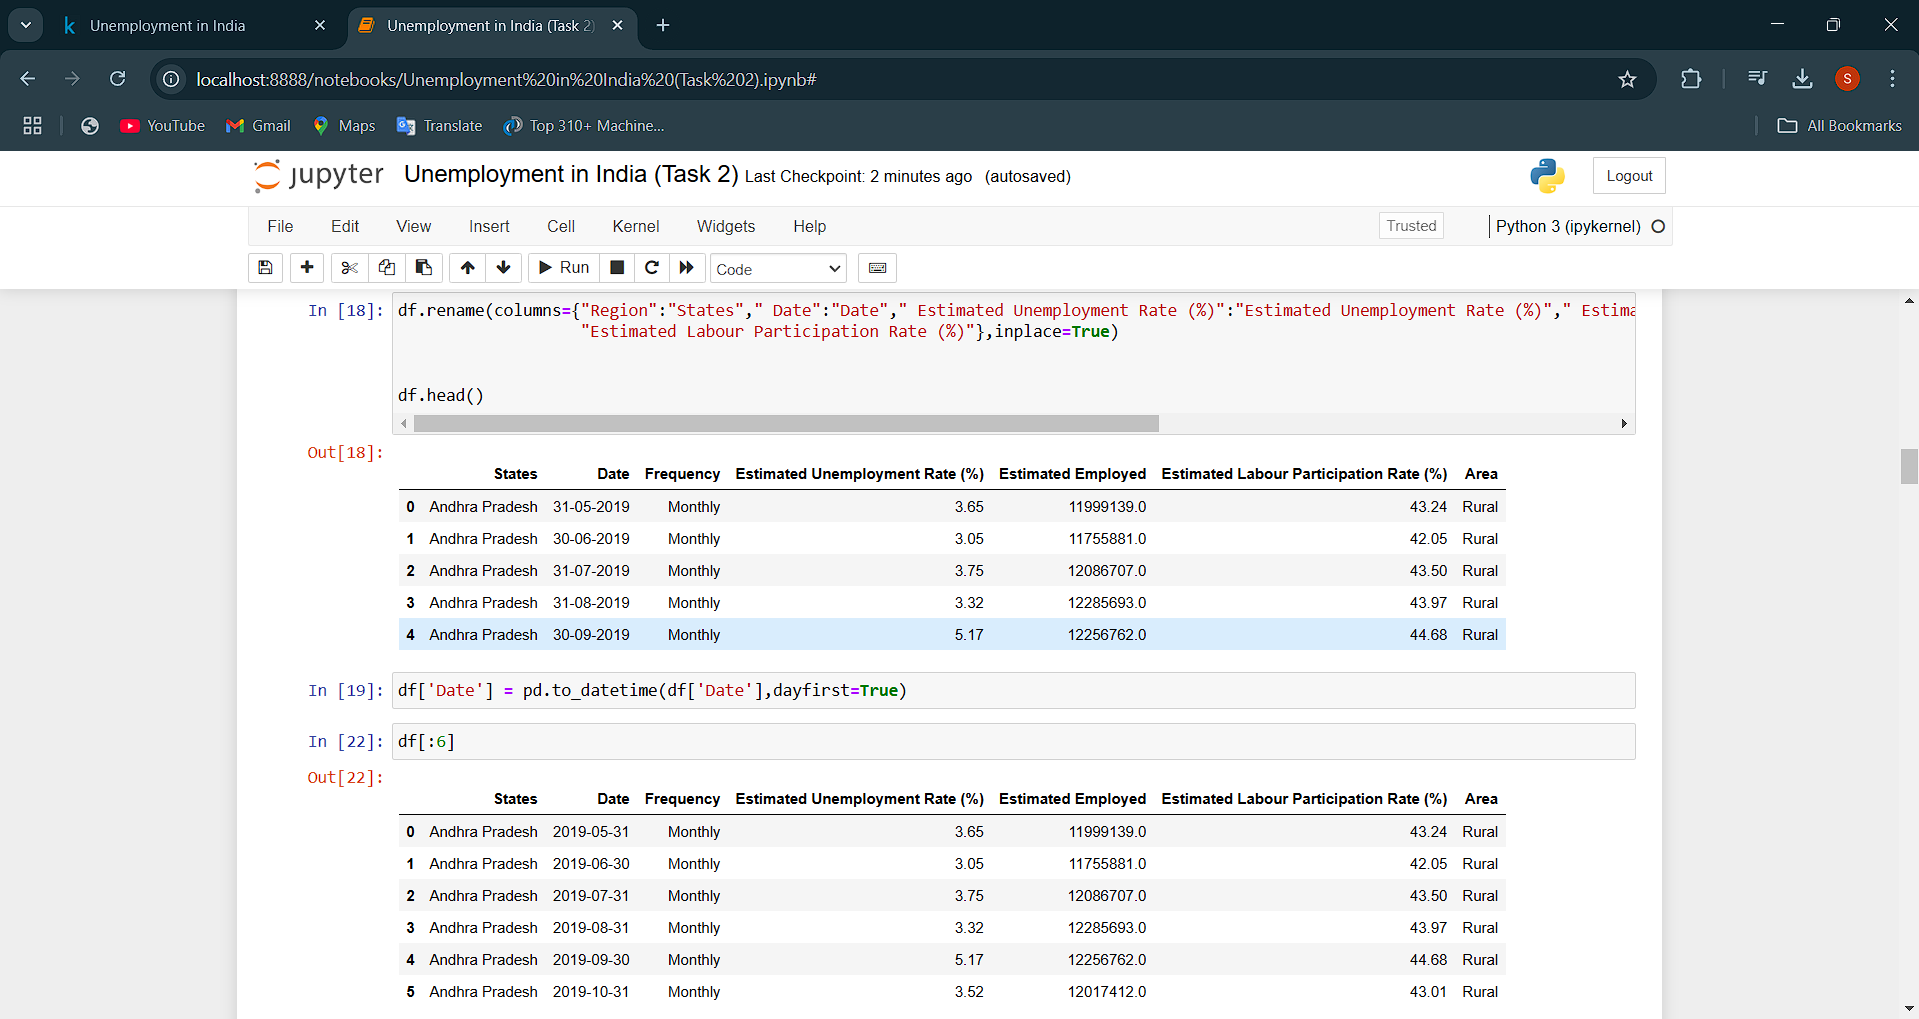 Unemployment in India
Unemployment in India (Task 2)
localhost:8888/notebooks/Unemployment%20in%20India%20(Task%202).ipynb#
S
YouTube Gmail Maps Translate Top 310+ Machine... All Bookmarks
jupyter Unemployment in India (Task 2) Last Checkpoint: 2 minutes ago (autosaved) Logout
File Edit View Insert Cell Kernel Widgets Help Trusted Python 3 (ipykernel)
Run Code
In [18]: df.rename(columns={"Region":"States"," Date":"Date"," Estimated Unemployment Rate (%)":"Estimated Unemployment Rate (%)"," Estima
"Estimated Labour Participation Rate (%)"},inplace=True)
df.head()
Out[18]:
States Date Frequency Estimated Unemployment Rate (%) Estimated Employed Estimated Labour Participation Rate (%) Area
0 Andhra Pradesh 31-05-2019 Monthly 3.65 11999139.0 43.24 Rural
1 Andhra Pradesh 30-06-2019 Monthly 3.05 11755881.0 42.05 Rural
2 Andhra Pradesh 31-07-2019 Monthly 3.75 12086707.0 43.50 Rural
3 Andhra Pradesh 31-08-2019 Monthly 3.32 12285693.0 43.97 Rural
4 Andhra Pradesh 30-09-2019 Monthly 5.17 12256762.0 44.68 Rural
In [19]: df['Date'] = pd.to_datetime(df['Date'],dayfirst=True)
In [22]: df[:6]
Out[22]:
States Date Frequency Estimated Unemployment Rate (%) Estimated Employed Estimated Labour Participation Rate (%) Area
0 Andhra Pradesh 2019-05-31 Monthly 3.65 11999139.0 43.24 Rural
1 Andhra Pradesh 2019-06-30 Monthly 3.05 11755881.0 42.05 Rural
2 Andhra Pradesh 2019-07-31 Monthly 3.75 12086707.0 43.50 Rural
3 Andhra Pradesh 2019-08-31 Monthly 3.32 12285693.0 43.97 Rural
4 Andhra Pradesh 2019-09-30 Monthly 5.17 12256762.0 44.68 Rural
5 Andhra Pradesh 2019-10-31 Monthly 3.52 12017412.0 43.01 Rural